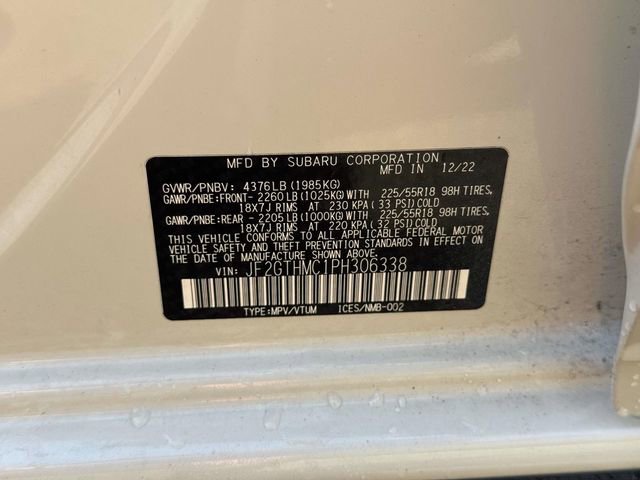 MFD BY SUBARU CORPORATION
MFD IN 12/22
GVWR/PNBV: 4376LB (1985KG)
GAWR/PNBE:FRONT- 2260LB (1025KG)WITH 225/55R18 98H TIRES,
18X7J RIMS AT 230 KPA (33 PSI)COLD
GAWR/PNBE:REAR - 2205LB (1000KG)WITH 225/55R18 98H TIRES,
18X7J RIMS AT 220 KPA (32 PSI)COLD
THIS VEHICLE CONFORMS TO ALL APPLICABLE FEDERAL MOTOR
VEHICLE SAFETY AND THEFT PREVENTION STANDARDS IN EFFECT ON
THE DATE OF MANUFACTURE SHOWN ABOVE.
VIN: JF2GTHMC1PH306338
TYPE:MPV/VTUM ICES/NMB-002